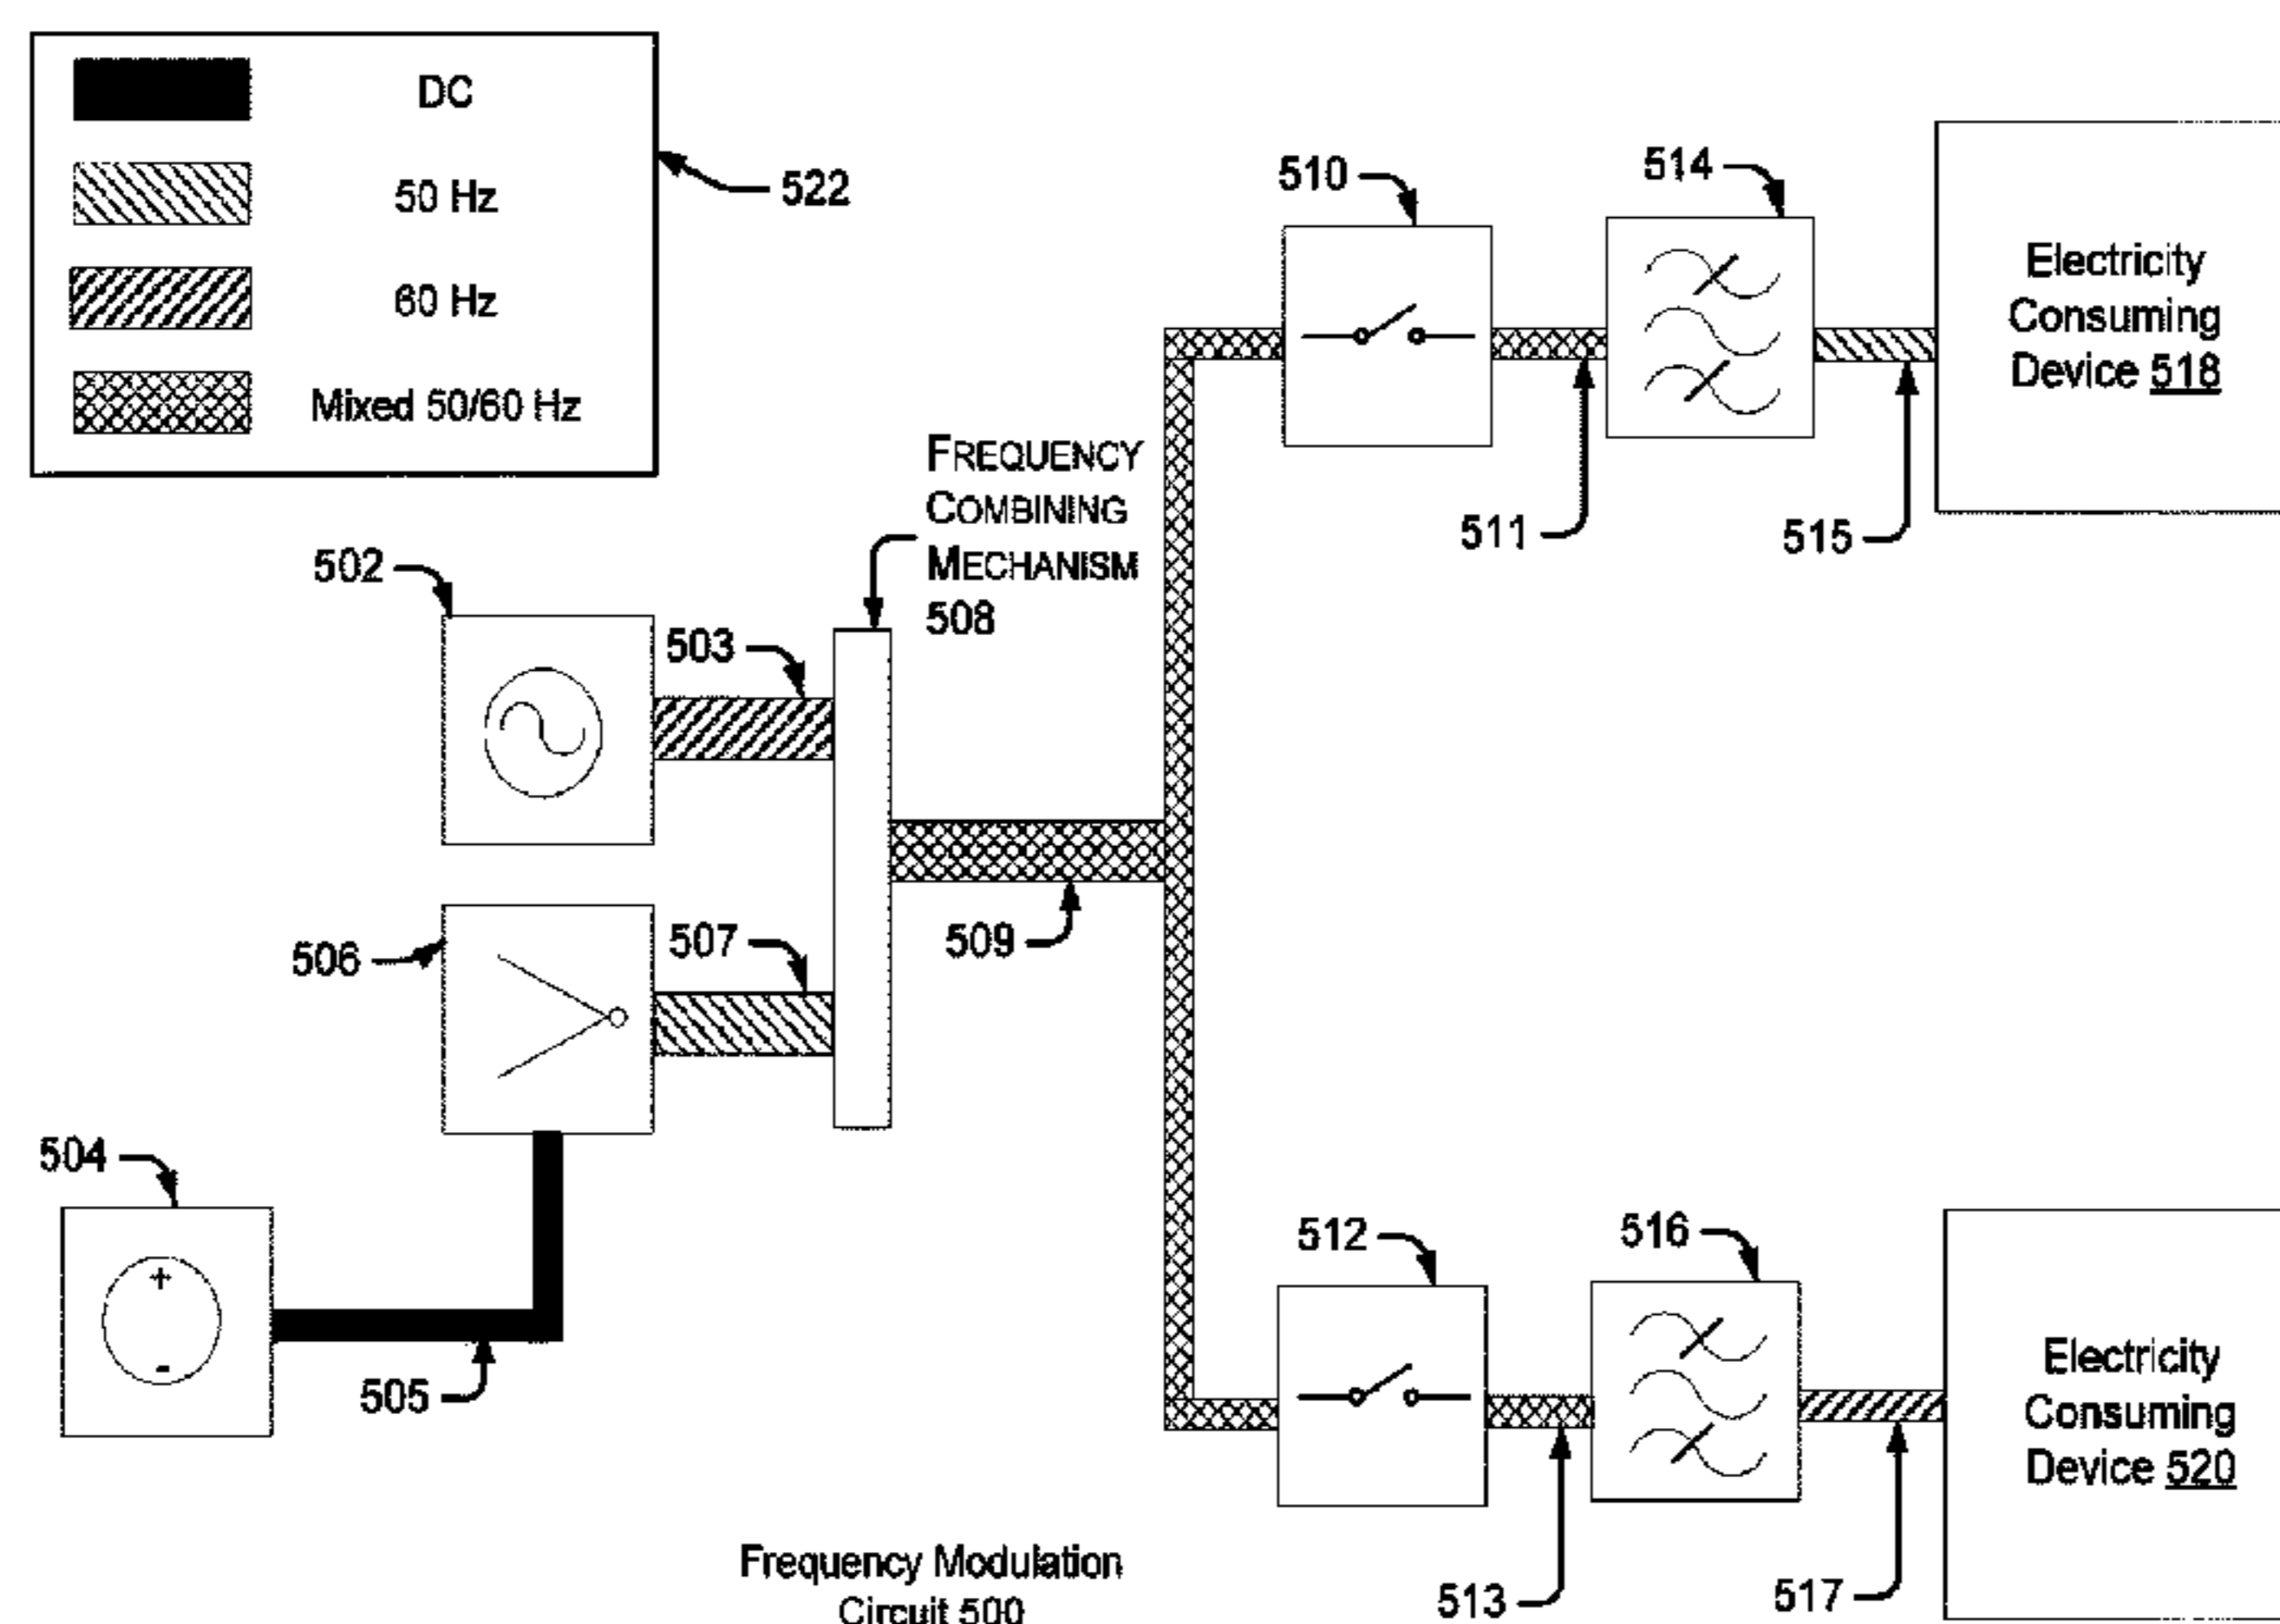 DC
50 Hz
60 Hz
Mixed 50/60 Hz
522
FREQUENCY
COMBINING
MECHANISM
508
502
503
506
507
509
504
+
-
505
510
511
514
515
Electricity
Consuming
Device 518
512
513
516
517
Electricity
Consuming
Device 520
Frequency Modulation
Circuit 500